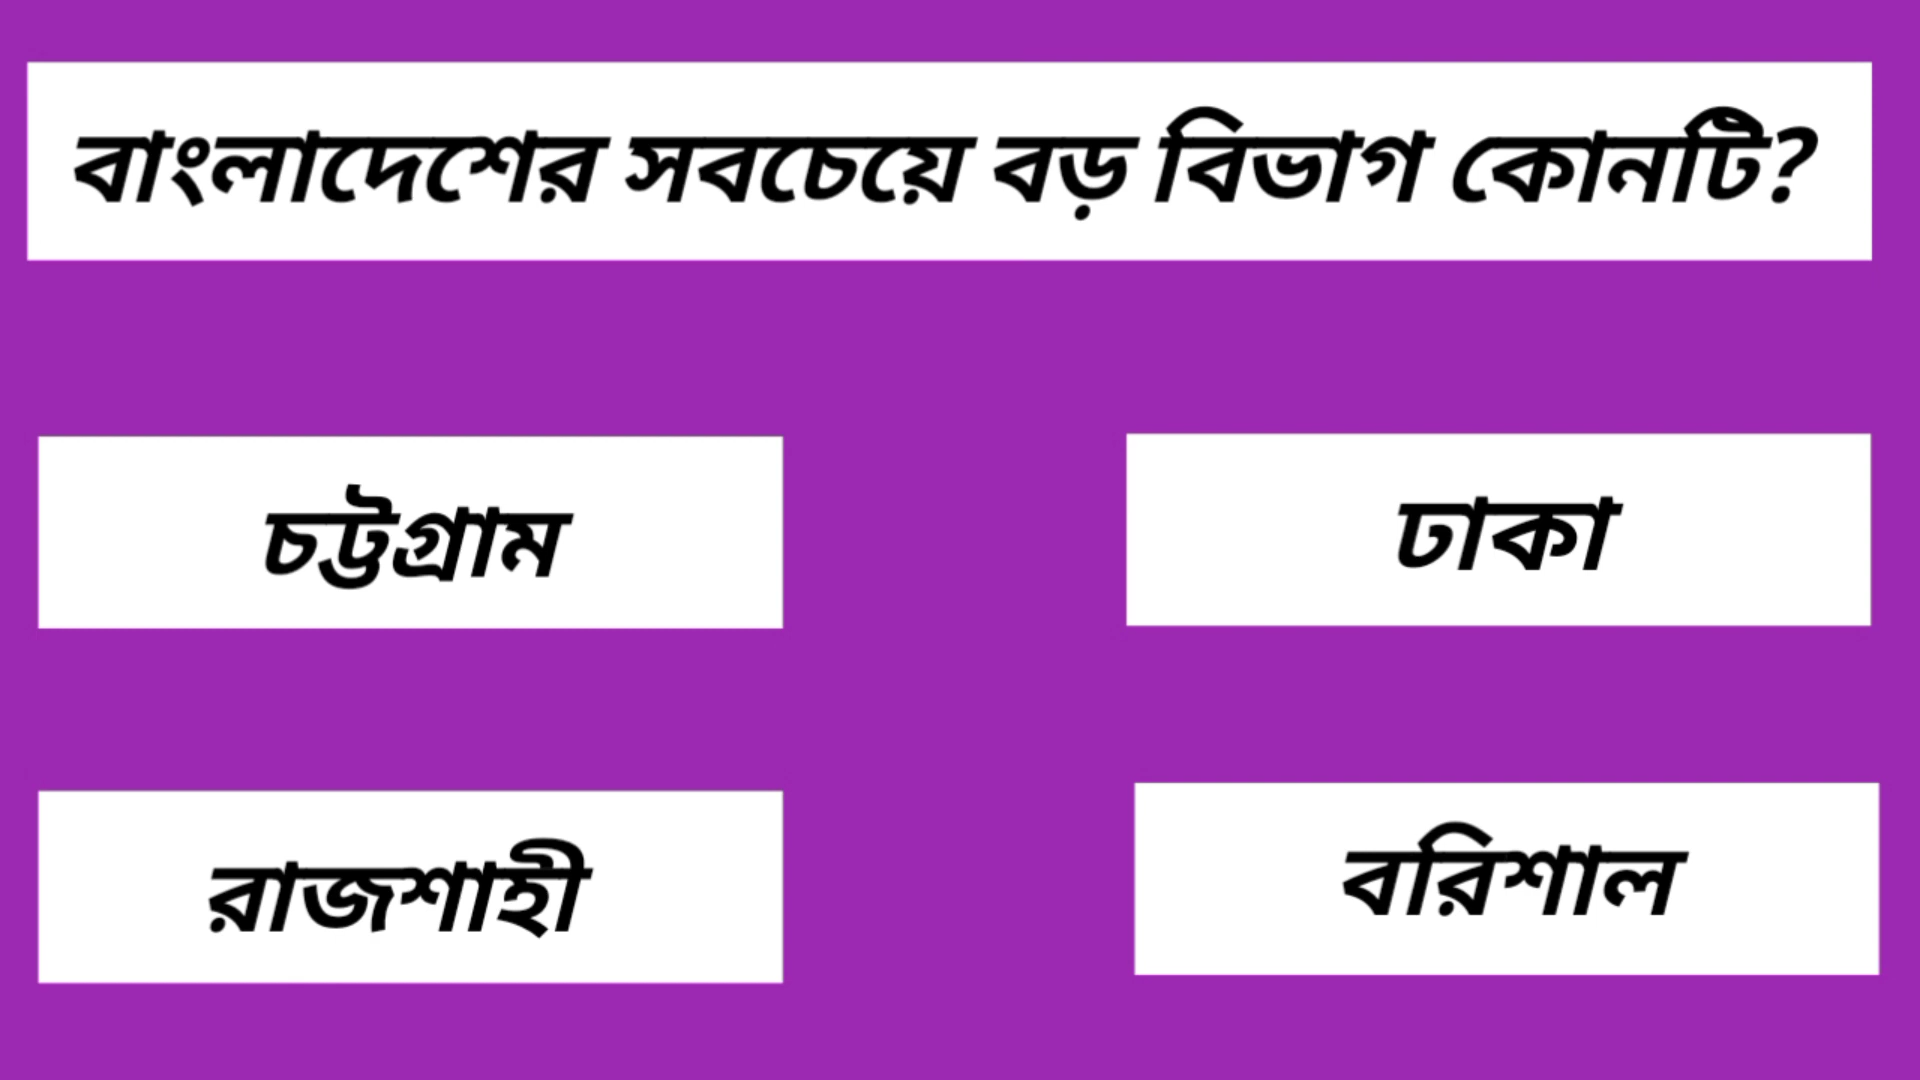 বাংলাদেশের সবচেয়ে বড় বিভাগ কোনটি?
চট্টগ্রাম
ঢাকা
রাজশাহী
বরিশাল